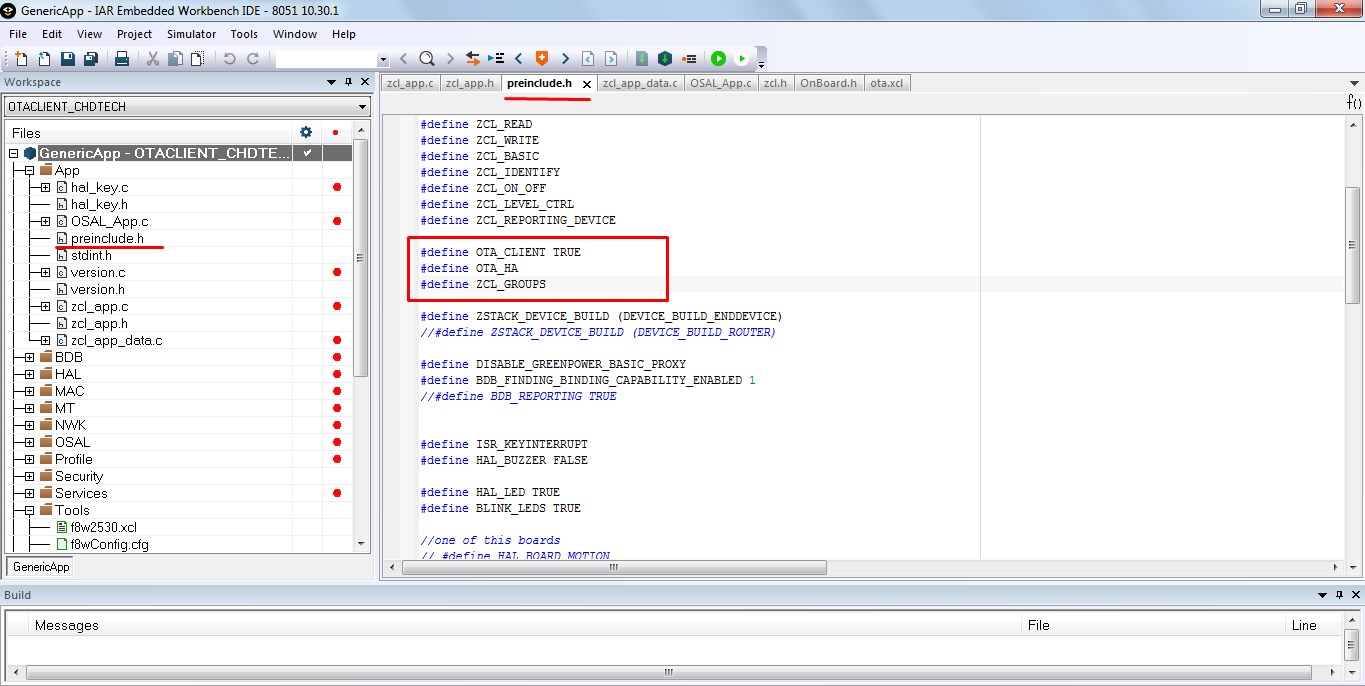 GenericApp - IAR Embedded Workbench IDE - 8051 10.30.1
File Edit View Project Simulator Tools Window Help
Workspace
OTACLIENT_CHDTECH
Files
GenericApp - OTACLIENT_CHDTE...
App
hal_key.c
hal_key.h
OSAL_App.c
preinclude.h
stdint.h
version.c
version.h
zcl_app.c
zcl_app.h
zcl_app_data.c
BDB
HAL
MAC
MT
NWK
OSAL
Profile
Security
Services
Tools
f8w2530.xcl
f8wConfig.cfg
GenericApp
zcl_app.c zcl_app.h preinclude.h zcl_app_data.c OSAL_App.c zcl.h OnBoard.h ota.xcl
f()
#define ZCL_READ
#define ZCL_WRITE
#define ZCL_BASIC
#define ZCL_IDENTIFY
#define ZCL_ON_OFF
#define ZCL_LEVEL_CTRL
#define ZCL_REPORTING_DEVICE
#define OTA_CLIENT TRUE
#define OTA_HA
#define ZCL_GROUPS
#define ZSTACK_DEVICE_BUILD (DEVICE_BUILD_ENDDEVICE)
//#define ZSTACK_DEVICE_BUILD (DEVICE_BUILD_ROUTER)
#define DISABLE_GREENPOWER_BASIC_PROXY
#define BDB_FINDING_BINDING_CAPABILITY_ENABLED 1
//#define BDB_REPORTING TRUE
#define ISR_KEYINTERRUPT
#define HAL_BUZZER FALSE
#define HAL_LED TRUE
#define BLINK_LEDS TRUE
//one of this boards
// #define HAL_BOARD_MOTION
Build
Messages File Line